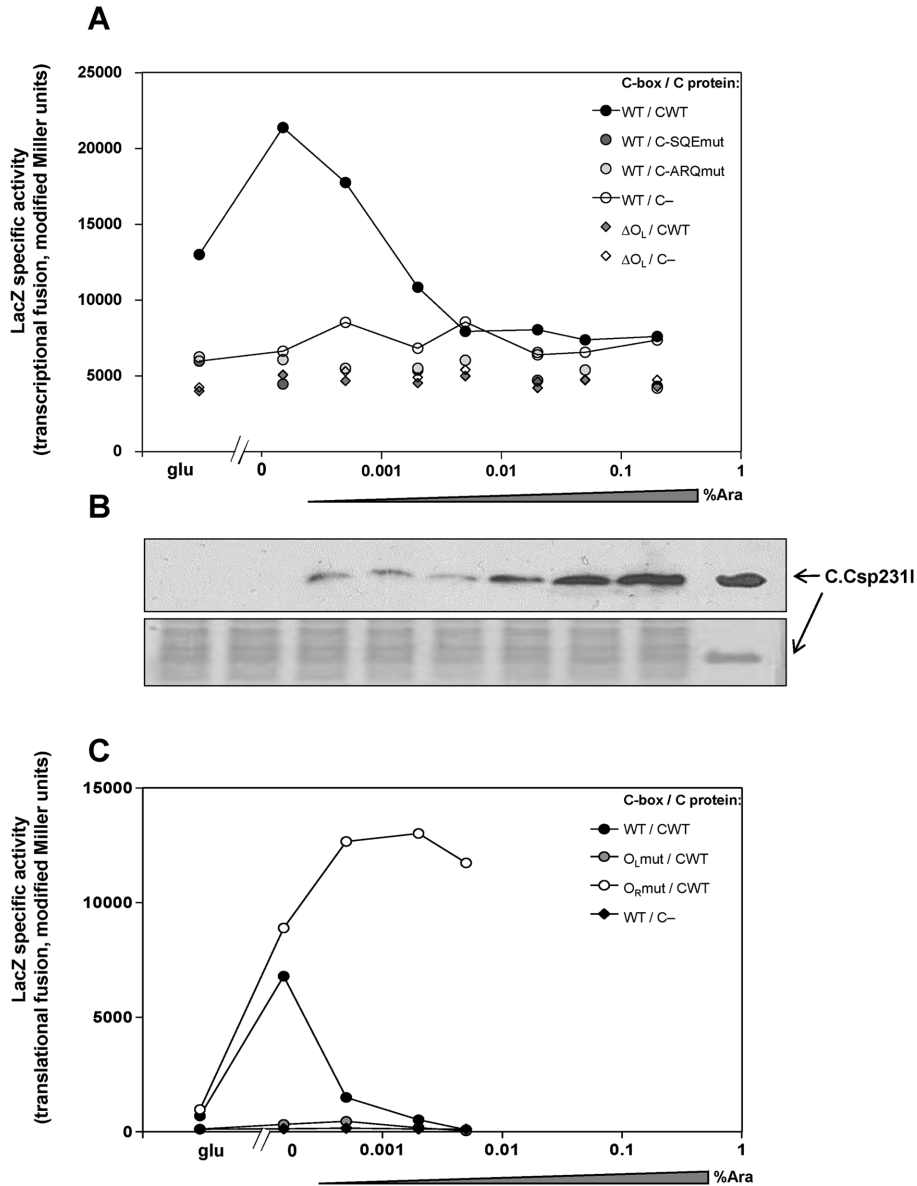 A
LacZ specific activity
(transcriptional fusion, modified Miller units)
25000
20000
15000
10000
5000
0
C-box / C protein:
WT / CWT
WT / C-SQEmut
WT / C-ARQmut
WT / C–
ΔOL / CWT
ΔOL / C–
glu
0
0.001
0.01
0.1
1
%Ara
B
C.Csp231I
C
LacZ specific activity
(translational fusion, modified Miller units)
15000
10000
5000
0
C-box / C protein:
WT / CWT
OLmut / CWT
ORmut / CWT
WT / C–
glu
0
0.001
0.01
0.1
1
%Ara